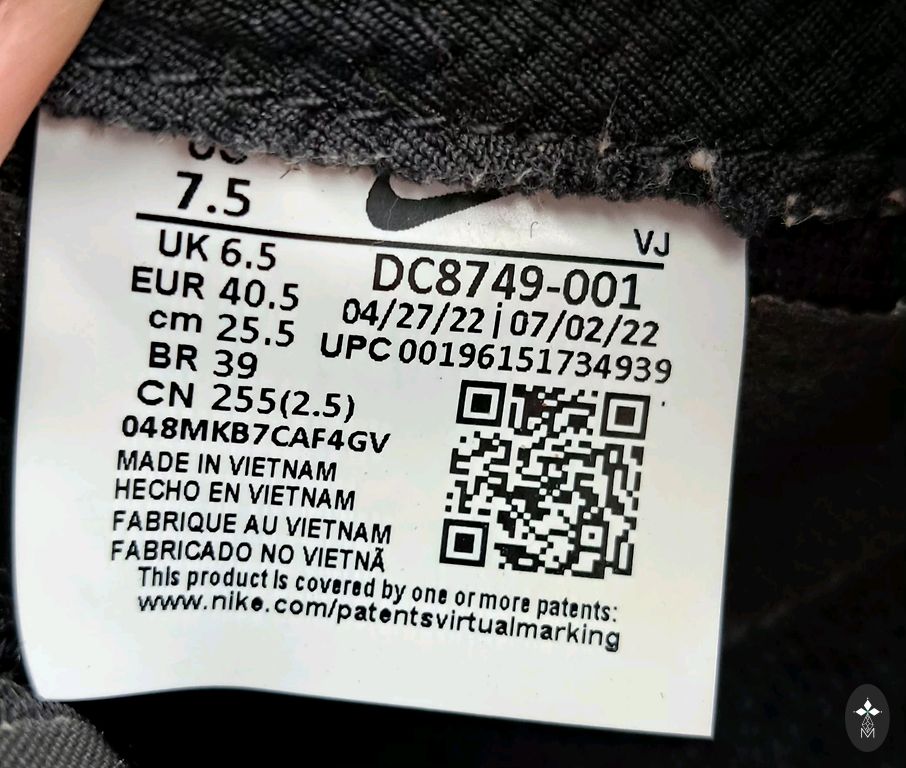 7.5
VJ
UK 6.5
DC8749-001
EUR 40.5
04/27/22 | 07/02/22
cm 25.5
UPC 00196151734939
BR 39
CN 255(2.5)
048MKB7CAF4GV
MADE IN VIETNAM
HECHO EN VIETNAM
FABRIQUE AU VIETNAM
FABRICADO NO VIETNÃ
This product is covered by one or more patents:
www.nike.com/patentsvirtualmarking
M